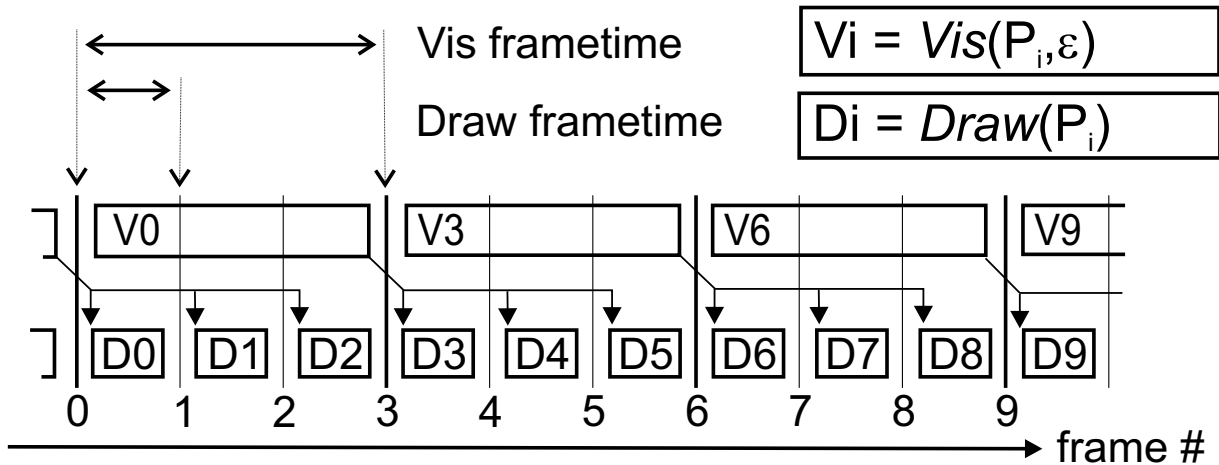 Vis frametime
Vi = Vis(Pᵢ,ε)
Draw frametime
Di = Draw(Pᵢ)
V0 V3 V6 V9
D0 D1 D2 D3 D4 D5 D6 D7 D8 D9
0 1 2 3 4 5 6 7 8 9
frame #